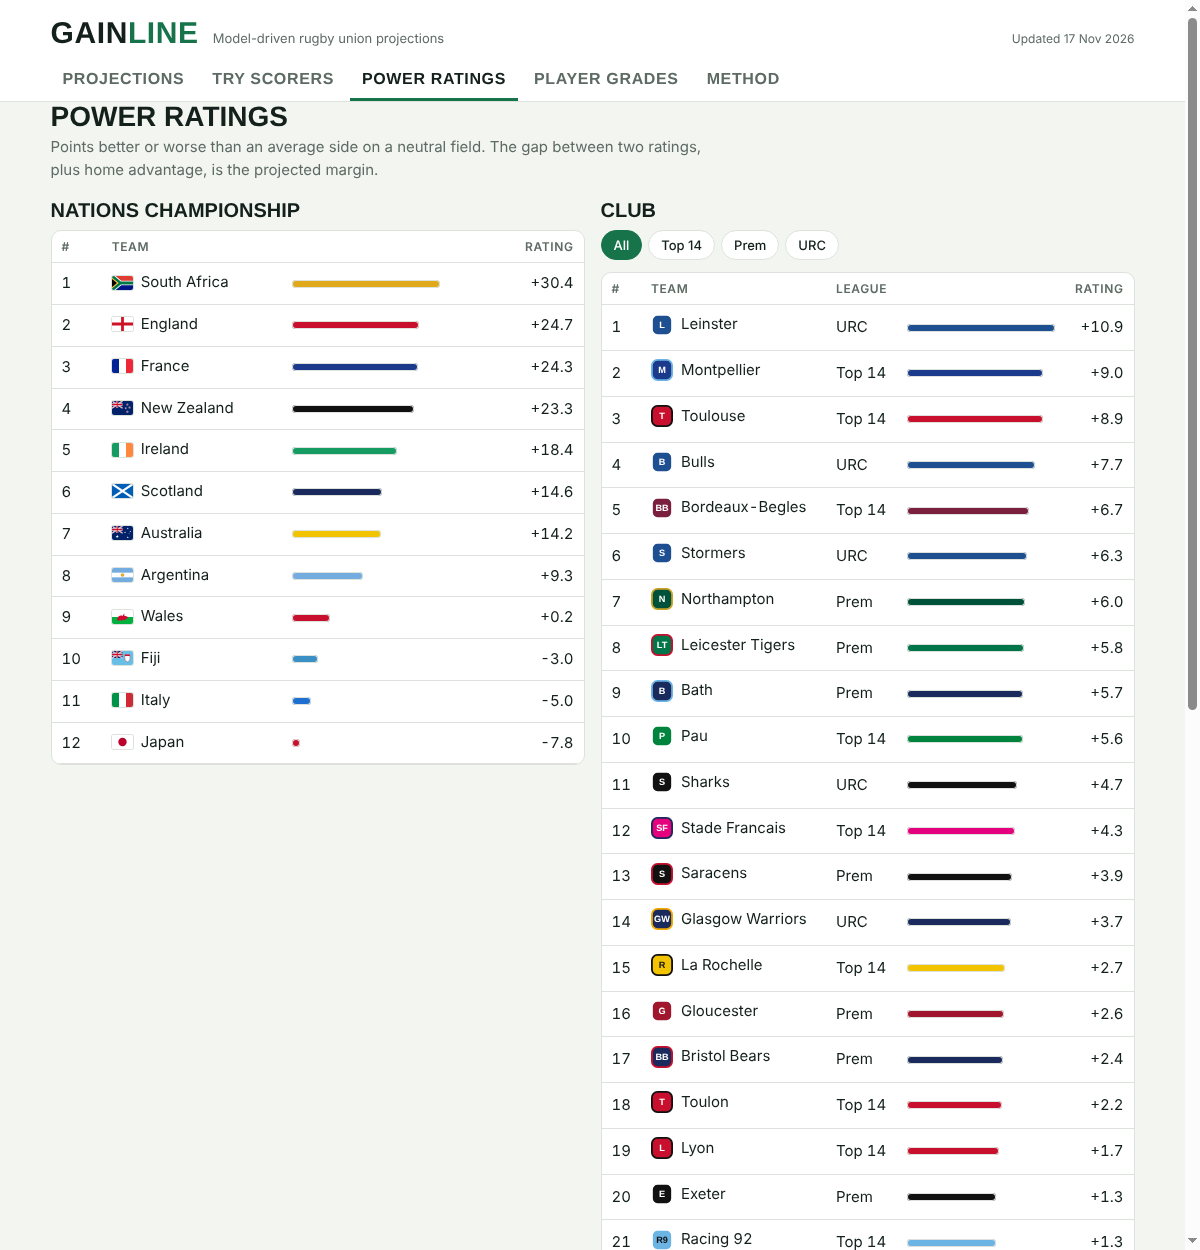 GAINLINE Model-driven rugby union projections Updated 17 Nov 2026
PROJECTIONS TRY SCORERS POWER RATINGS PLAYER GRADES METHOD
POWER RATINGS
Points better or worse than an average side on a neutral field. The gap between two ratings,
plus home advantage, is the projected margin.
NATIONS CHAMPIONSHIP
# TEAM RATING
1 South Africa +30.4
2 England +24.7
3 France +24.3
4 New Zealand +23.3
5 Ireland +18.4
6 Scotland +14.6
7 Australia +14.2
8 Argentina +9.3
9 Wales +0.2
10 Fiji -3.0
11 Italy -5.0
12 Japan -7.8
CLUB
All Top 14 Prem URC
# TEAM LEAGUE RATING
1 L Leinster URC +10.9
2 M Montpellier Top 14 +9.0
3 T Toulouse Top 14 +8.9
4 B Bulls URC +7.7
5 BB Bordeaux-Begles Top 14 +6.7
6 S Stormers URC +6.3
7 N Northampton Prem +6.0
8 LT Leicester Tigers Prem +5.8
9 B Bath Prem +5.7
10 P Pau Top 14 +5.6
11 S Sharks URC +4.7
12 SF Stade Francais Top 14 +4.3
13 S Saracens Prem +3.9
14 GW Glasgow Warriors URC +3.7
15 R La Rochelle Top 14 +2.7
16 G Gloucester Prem +2.6
17 BB Bristol Bears Prem +2.4
18 T Toulon Top 14 +2.2
19 L Lyon Top 14 +1.7
20 E Exeter Prem +1.3
21 R9 Racing 92 Top 14 +1.3